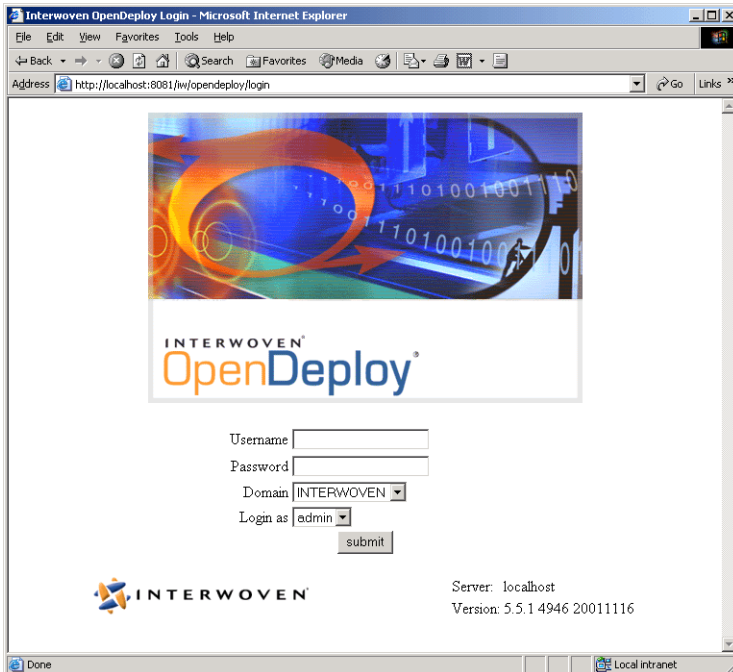 Interwoven OpenDeploy Login - Microsoft Internet Explorer
File Edit View Favorites Tools Help
Back Search Favorites Media
Address http://localhost:8081/iw/opendeploy/login Go Links »
1110011101001001110
1110011101001001110
INTERWOVEN®
OpenDeploy®
Username
Password
Domain INTERWOVEN
Login as admin
submit
INTERWOVEN®
Server: localhost
Version: 5.5.1 4946 20011116
Done Local intranet